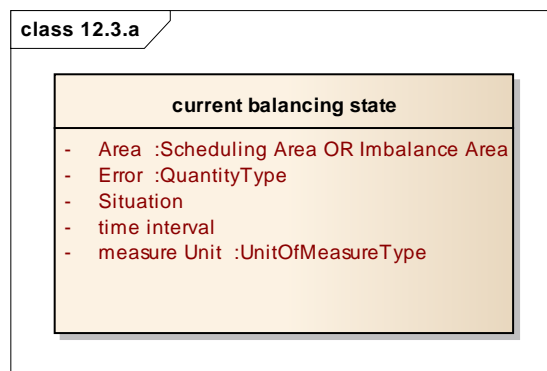 class 12.3.a
current balancing state
- Area :Scheduling Area OR Imbalance Area
- Error :QuantityType
- Situation
- time interval
- measure Unit :UnitOfMeasureType